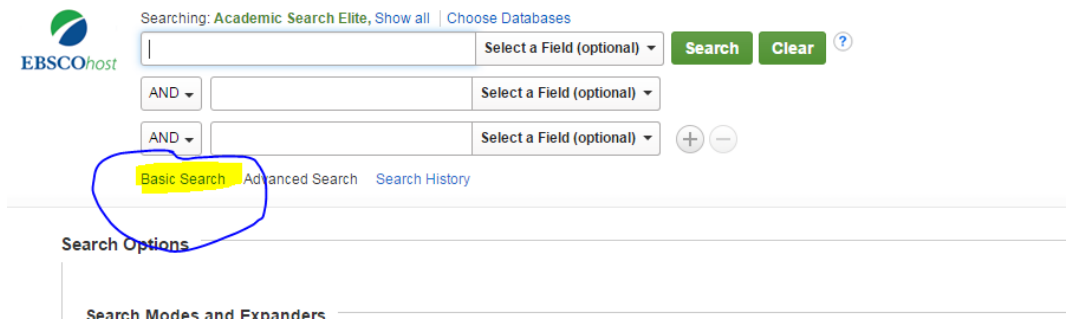 Searching: Academic Search Elite, Show all | Choose Databases
EBSCOhost
Select a Field (optional) Search Clear ?
AND Select a Field (optional)
AND Select a Field (optional)
Basic Search Advanced Search Search History
Search Options
Search Modes and Expanders